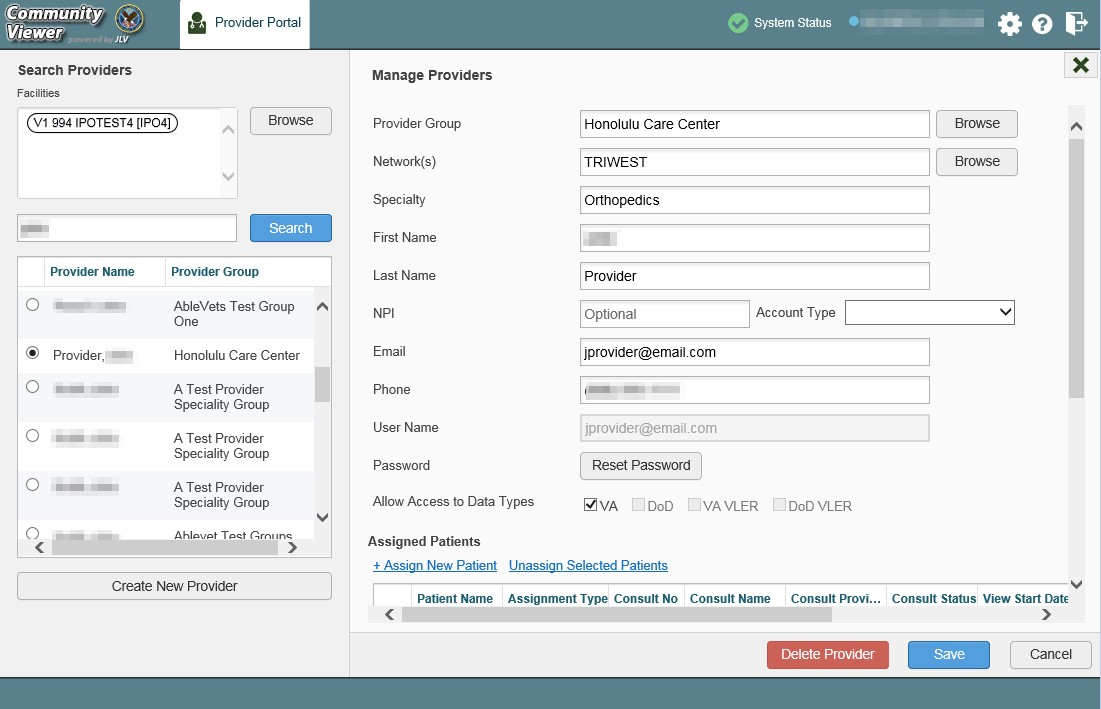 Community
Viewer
powered by JLV
Provider Portal
System Status
Search Providers
Facilities
V1 994 IPOTEST4 [IPO4]
Browse
Search
Provider Name Provider Group
AbleVets Test Group
One
Provider, Honolulu Care Center
A Test Provider
Speciality Group
A Test Provider
Speciality Group
A Test Provider
Speciality Group
Ablevet Test Groups
Create New Provider
Manage Providers
Provider Group Honolulu Care Center Browse
Network(s) TRIWEST Browse
Specialty Orthopedics
First Name
Last Name Provider
NPI Optional Account Type
Email jprovider@email.com
Phone
User Name jprovider@email.com
Password Reset Password
Allow Access to Data Types VA DoD VA VLER DoD VLER
Assigned Patients
+ Assign New Patient Unassign Selected Patients
Patient Name Assignment Type Consult No Consult Name Consult Provi... Consult Status View Start Date
Delete Provider Save Cancel